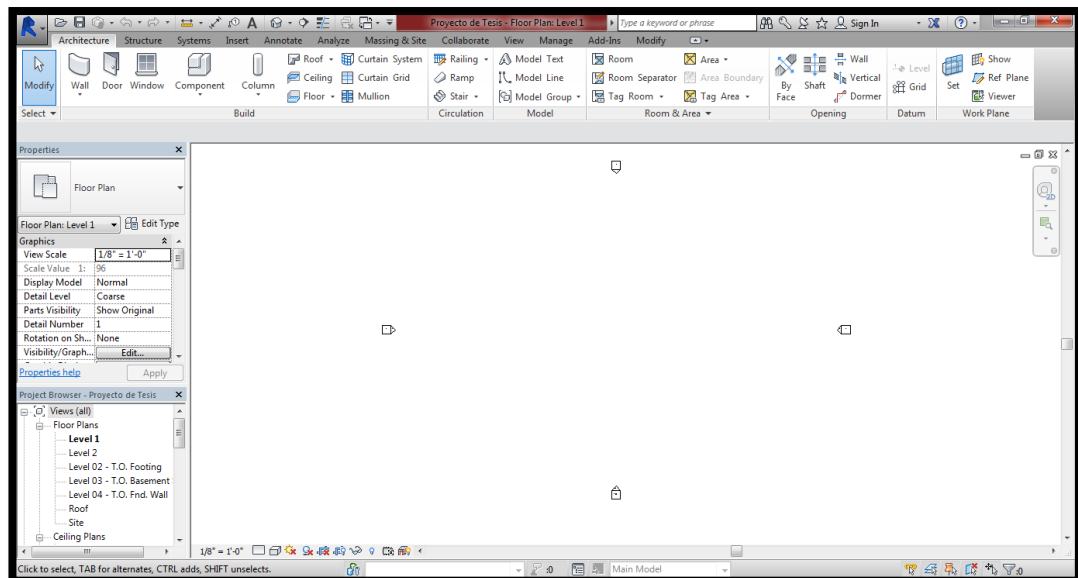 Proyecto de Tesis - Floor Plan: Level 1
Type a keyword or phrase
Sign In
Architecture Structure Systems Insert Annotate Analyze Massing & Site Collaborate View Manage Add-Ins Modify
Modify
Wall
Door
Window
Component
Column
Roof
Ceiling
Floor
Curtain System
Curtain Grid
Mullion
Railing
Ramp
Stair
Model Text
Model Line
Model Group
Room
Room Separator
Tag Room
Area
Area Boundary
Tag Area
By Face
Shaft
Wall
Vertical
Dormer
Level
Grid
Set
Show
Ref Plane
Viewer
Select
Build
Circulation
Model
Room & Area
Opening
Datum
Work Plane
Properties
Floor Plan
Floor Plan: Level 1
Edit Type
Graphics
View Scale 1/8" = 1'-0"
Scale Value 1: 96
Display Model Normal
Detail Level Coarse
Parts Visibility Show Original
Detail Number 1
Rotation on Sh... None
Visibility/Graph... Edit...
Properties help
Apply
Project Browser - Proyecto de Tesis
Views (all)
Floor Plans
Level 1
Level 2
Level 02 - T.O. Footing
Level 03 - T.O. Basement
Level 04 - T.O. Fnd. Wall
Roof
Site
Ceiling Plans
2D
1/8" = 1'-0"
Click to select, TAB for alternates, CTRL adds, SHIFT unselects.
:0
Main Model
:0